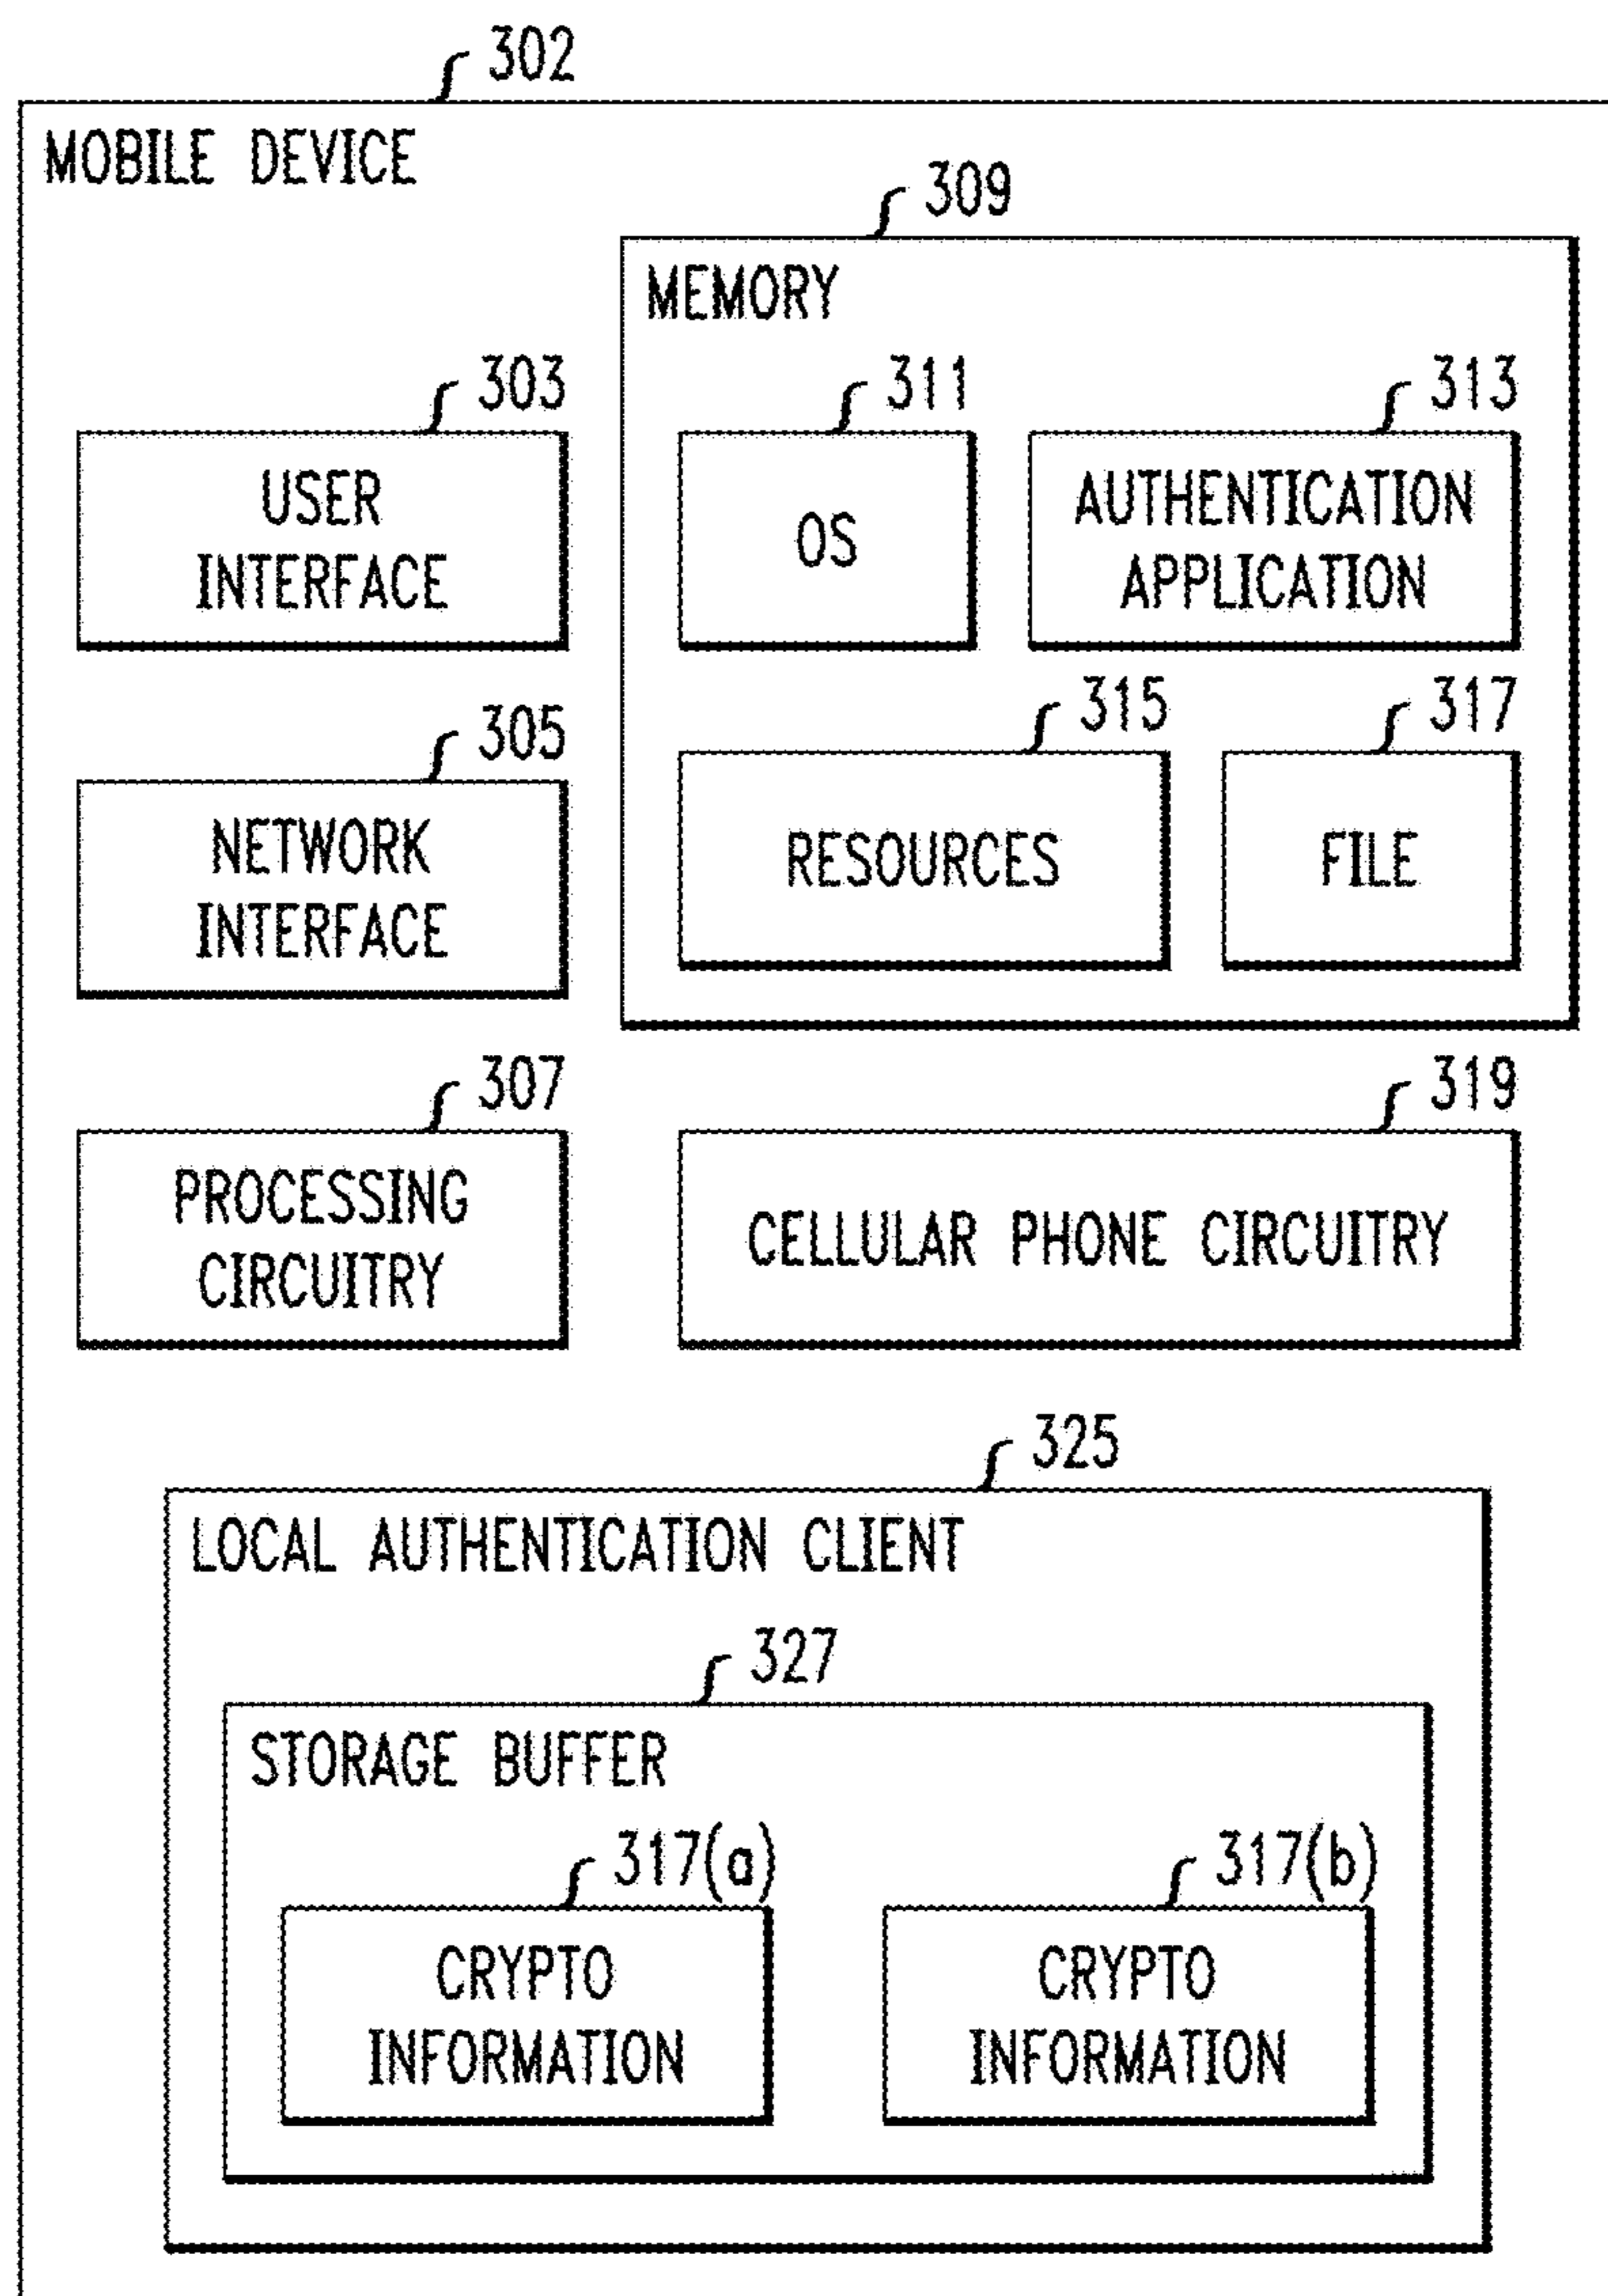 302
MOBILE DEVICE
309
MEMORY
303
USER
INTERFACE
311
OS
313
AUTHENTICATION
APPLICATION
305
NETWORK
INTERFACE
315
RESOURCES
317
FILE
307
PROCESSING
CIRCUITRY
319
CELLULAR PHONE CIRCUITRY
325
LOCAL AUTHENTICATION CLIENT
327
STORAGE BUFFER
317(a)
CRYPTO
INFORMATION
317(b)
CRYPTO
INFORMATION